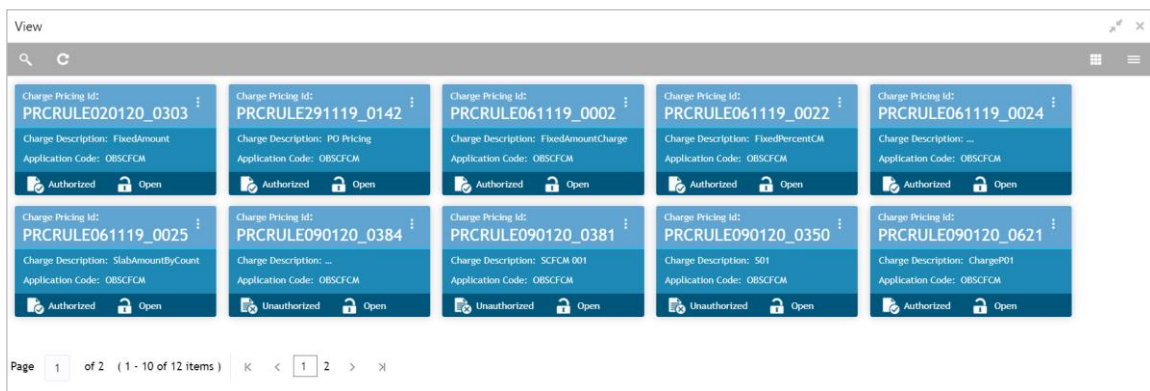 View
Charge Pricing Id:
PRCRULE020120_0303
Charge Description: FixedAmount
Application Code: OBSCFCM
Authorized Open
Charge Pricing Id:
PRCRULE291119_0142
Charge Description: PO Pricing
Application Code: OBSCFCM
Authorized Open
Charge Pricing Id:
PRCRULE061119_0002
Charge Description: FixedAmountCharge
Application Code: OBSCFCM
Authorized Open
Charge Pricing Id:
PRCRULE061119_0022
Charge Description: FixedPercentCM
Application Code: OBSCFCM
Authorized Open
Charge Pricing Id:
PRCRULE061119_0024
Charge Description: ...
Application Code: OBSCFCM
Authorized Open
Charge Pricing Id:
PRCRULE061119_0025
Charge Description: SlabAmountByCount
Application Code: OBSCFCM
Authorized Open
Charge Pricing Id:
PRCRULE090120_0384
Charge Description: ...
Application Code: OBSCFCM
Unauthorized Open
Charge Pricing Id:
PRCRULE090120_0381
Charge Description: SCFCM 001
Application Code: OBSCFCM
Unauthorized Open
Charge Pricing Id:
PRCRULE090120_0350
Charge Description: S01
Application Code: OBSCFCM
Unauthorized Open
Charge Pricing Id:
PRCRULE090120_0621
Charge Description: ChargeP01
Application Code: OBSCFCM
Authorized Open
Page 1 of 2 ( 1 - 10 of 12 items ) 1 2